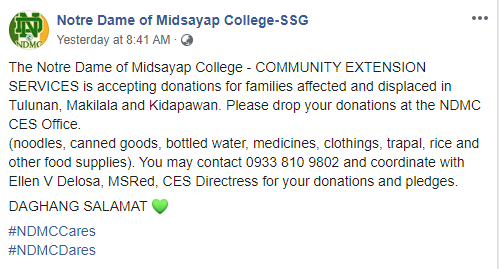 Notre Dame of Midsayap College-SSG
Yesterday at 8:41 AM ·
NDMC
The Notre Dame of Midsayap College - COMMUNITY EXTENSION
SERVICES is accepting donations for families affected and displaced in
Tulunan, Makilala and Kidapawan. Please drop your donations at the NDMC
CES Office.
(noodles, canned goods, bottled water, medicines, clothings, trapal, rice and
other food supplies). You may contact 0933 810 9802 and coordinate with
Ellen V Delosa, MSRed, CES Directress for your donations and pledges.
DAGHANG SALAMAT 💚
#NDMCCares
#NDMCDares